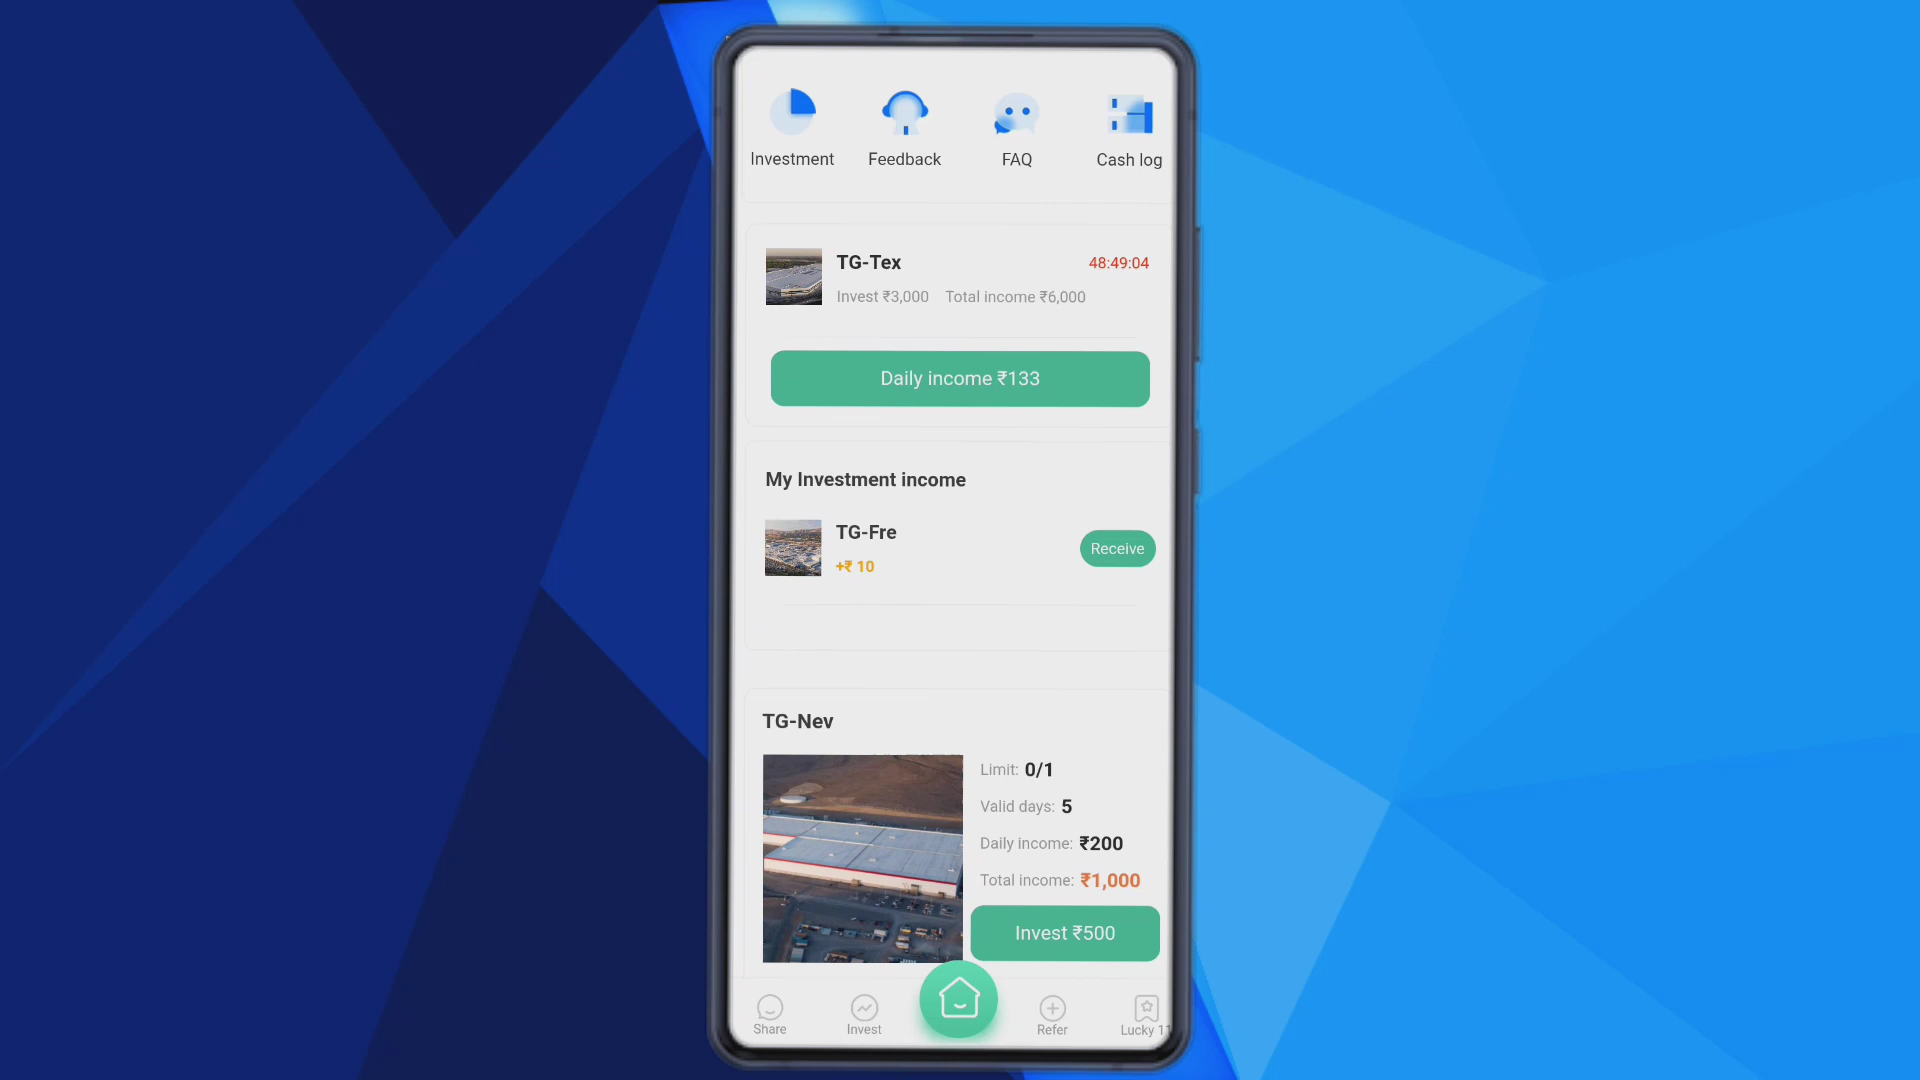 Investment Feedback FAQ Cash log
TG-Tex 48:49:04
Invest ₹3,000 Total income ₹6,000
Daily income ₹133
My Investment income
TG-Fre
+₹ 10
Receive
TG-Nev
Limit: 0/1
Valid days: 5
Daily income: ₹200
Total income: ₹1,000
Invest ₹500
Share Invest Refer Lucky 11